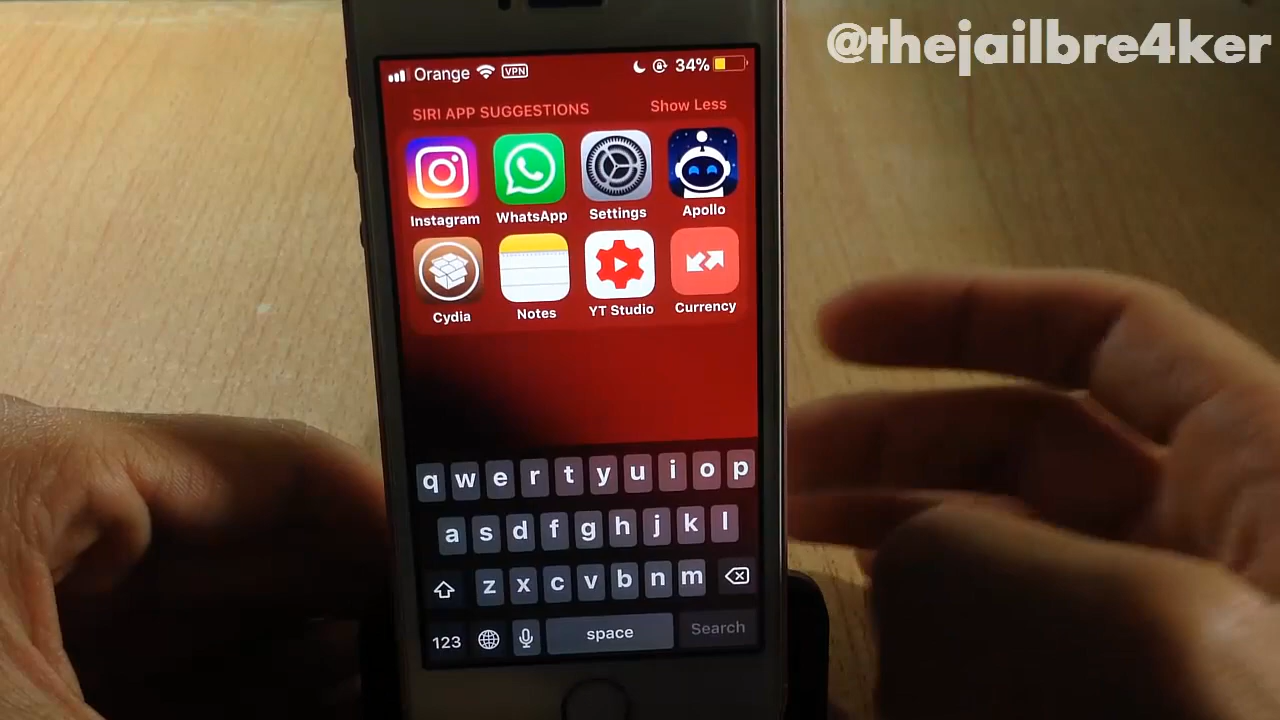 @thejailbre4ker
Orange VPN 34%
SIRI APP SUGGESTIONS Show Less
Instagram WhatsApp Settings Apollo
Cydia Notes YT Studio Currency
q w e r t y u i o p
a s d f g h j k l
z x c v b n m
123 space Search